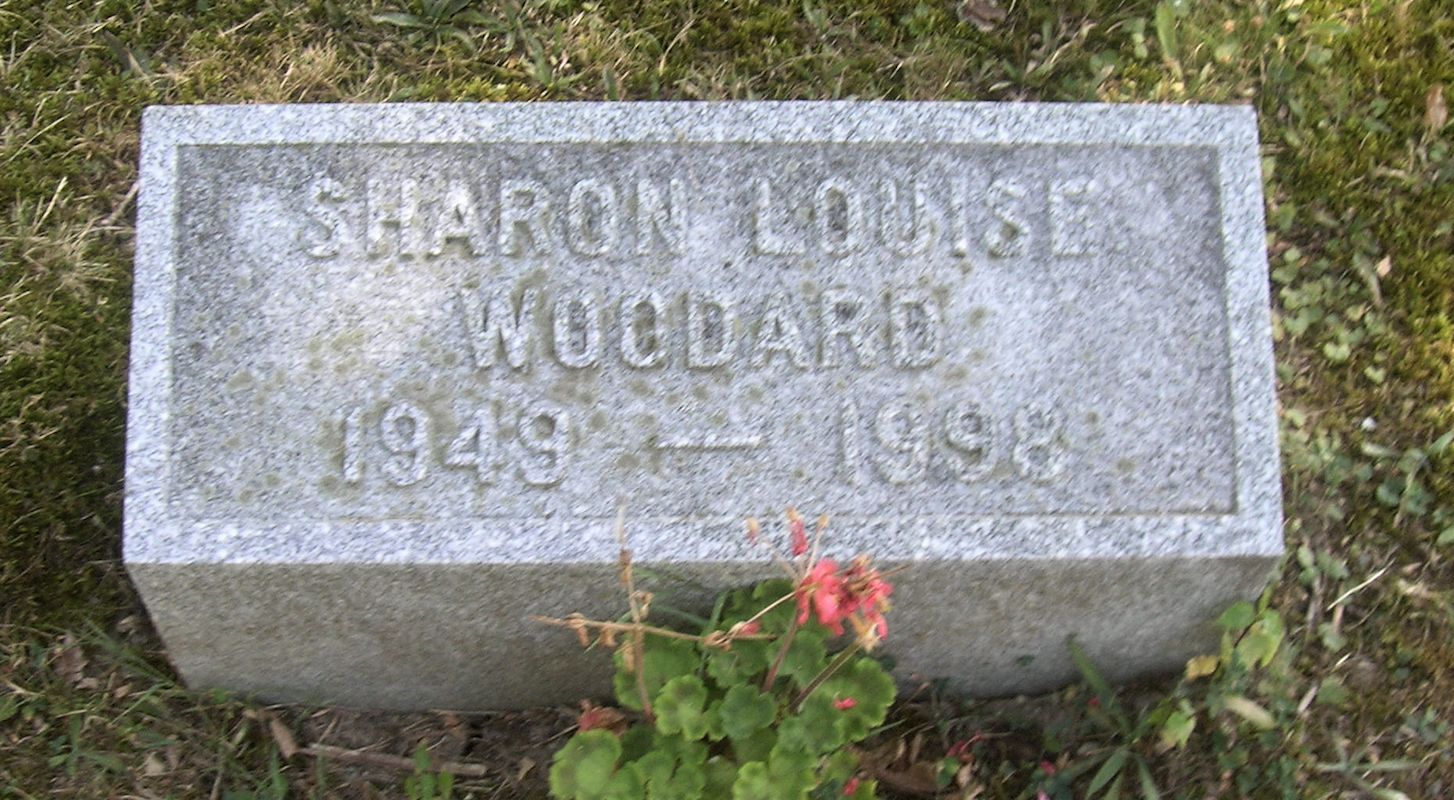 SHARON LOUISE
WOODARD
1949 — 1998